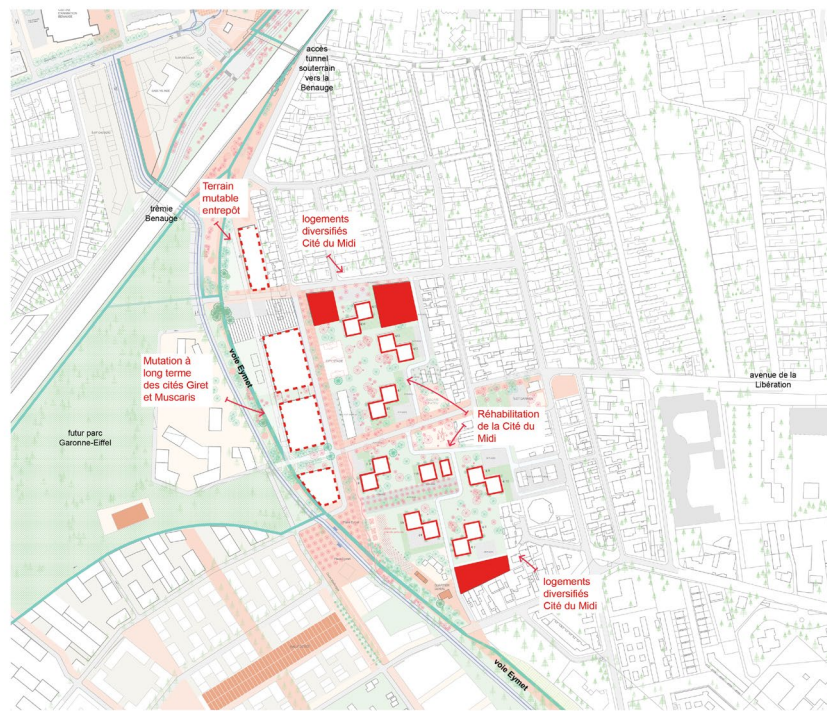 accès
tunnel
souterrain
vers la
Benauge
Terrain
mutable
entrepôt
trémie
Benauge
logements
diversifiés
Cité du Midi
voie Eymet
Mutation à
long terme
des cités Giret
et Muscaris
avenue de la
Libération
Réhabilitation
de la Cité du
Midi
futur parc
Garonne-Eiffel
logements
diversifiés
Cité du Midi
voie Eymet